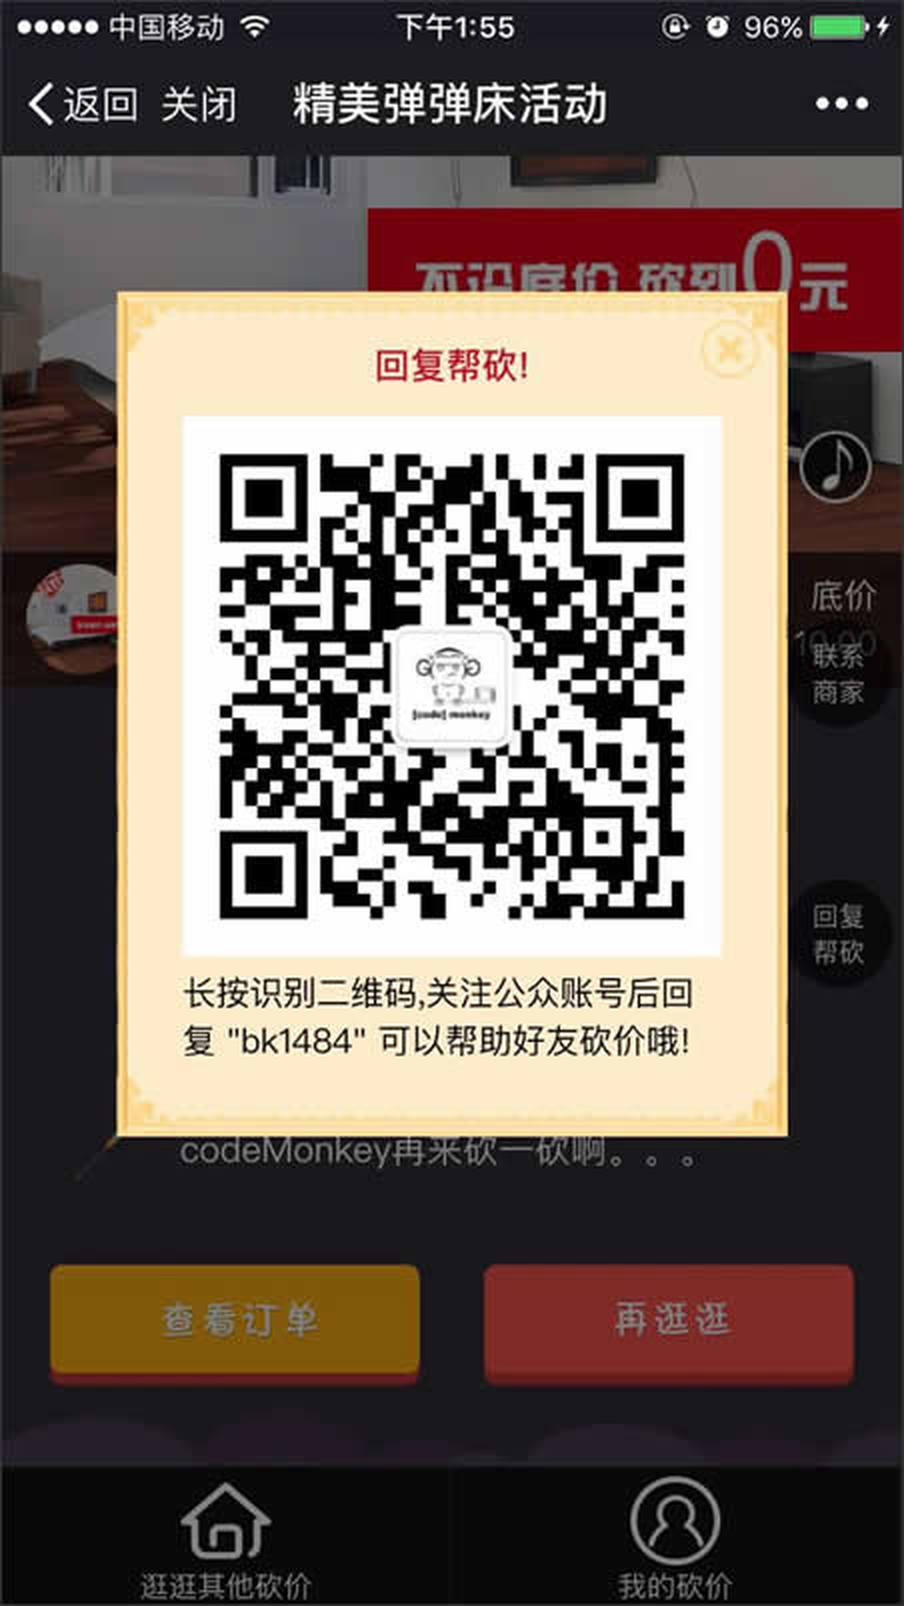 中国移动
下午1:55
96%
返回 关闭 精美弹弹床活动
不设底价 砍到0元
回复帮砍!
底价
10.00
联系
商家
[code] monkey
回复
帮砍
长按识别二维码,关注公众账号后回
复 "bk1484" 可以帮助好友砍价哦!
codeMonkey再来砍一砍啊。。。
查看订单
再逛逛
逛逛其他砍价
我的砍价